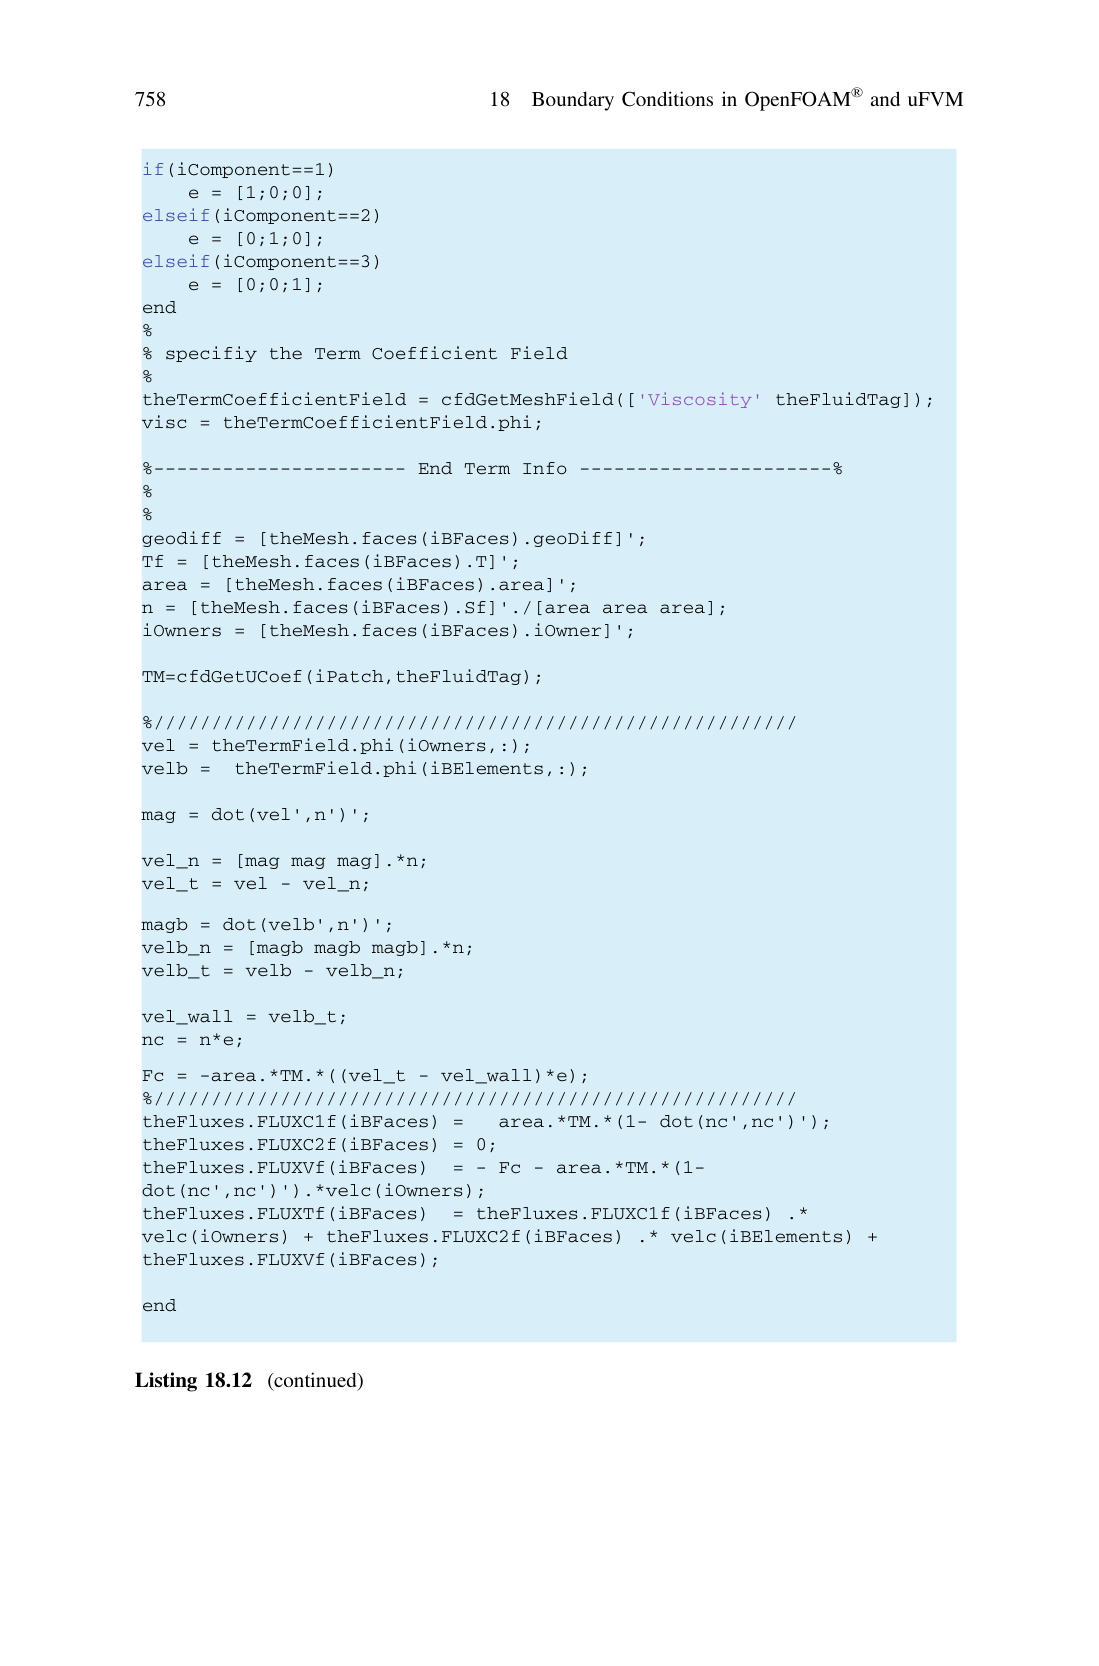 758
18 Boundary Conditions in OpenFOAM® and uFVM
if(iComponent==1)
    e = [1;0;0];
elseif(iComponent==2)
    e = [0;1;0];
elseif(iComponent==3)
    e = [0;0;1];
end
%
% specifiy the Term Coefficient Field
%
theTermCoefficientField = cfdGetMeshField(['Viscosity' theFluidTag]);
visc = theTermCoefficientField.phi;
%---------------------- End Term Info ----------------------%
%
%
geodiff = [theMesh.faces(iBFaces).geoDiff]';
Tf = [theMesh.faces(iBFaces).T]';
area = [theMesh.faces(iBFaces).area]';
n = [theMesh.faces(iBFaces).Sf]'./[area area area];
iOwners = [theMesh.faces(iBFaces).iOwner]';
TM=cfdGetUCoef(iPatch,theFluidTag);
%////////////////////////////////////////////////////////
vel = theTermField.phi(iOwners,:);
velb =  theTermField.phi(iBElements,:);
mag = dot(vel',n')';
vel_n = [mag mag mag].*n;
vel_t = vel - vel_n;
magb = dot(velb',n')';
velb_n = [magb magb magb].*n;
velb_t = velb - velb_n;
vel_wall = velb_t;
nc = n*e;
Fc = -area.*TM.*((vel_t - vel_wall)*e);
%////////////////////////////////////////////////////////
theFluxes.FLUXC1f(iBFaces) =   area.*TM.*(1- dot(nc',nc')');
theFluxes.FLUXC2f(iBFaces) = 0;
theFluxes.FLUXVf(iBFaces)  = - Fc - area.*TM.*(1-
dot(nc',nc')').*velc(iOwners);
theFluxes.FLUXTf(iBFaces)  = theFluxes.FLUXC1f(iBFaces) .*
velc(iOwners) + theFluxes.FLUXC2f(iBFaces) .* velc(iBElements) +
theFluxes.FLUXVf(iBFaces);
end
Listing 18.12 (continued)